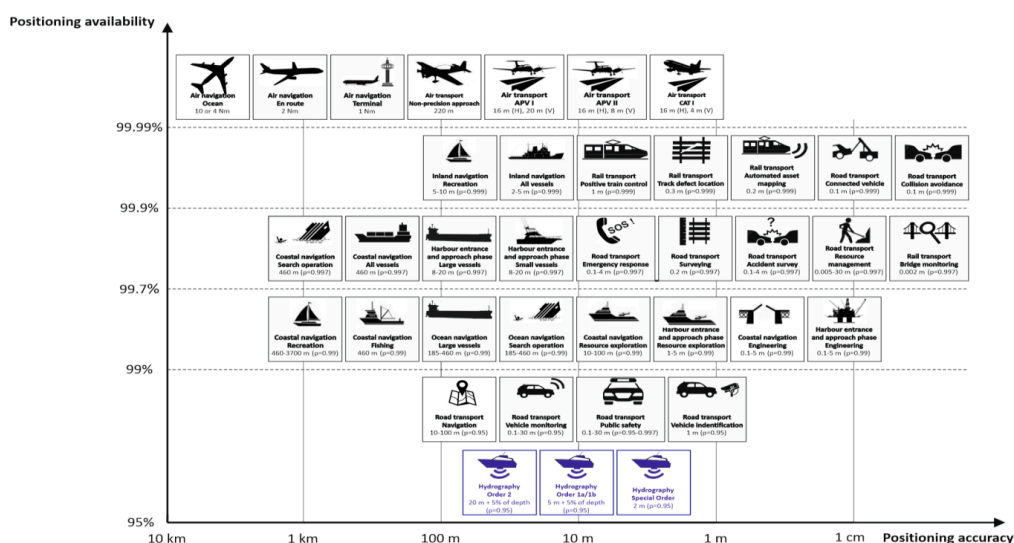 Positioning availability
Air navigation
Ocean
10 or 4 Nm
Air navigation
En route
2 Nm
Air navigation
Terminal
1 Nm
Air transport
Non-precision approach
220 m
Air transport
APV I
16 m (H), 20 m (V)
Air transport
APV II
16 m (H), 8 m (V)
Air transport
CAT I
16 m (H), 4 m (V)
99.99%
Inland navigation
Recreation
5-10 m (p=0.999)
Inland navigation
All vessels
2-5 m (p=0.999)
Rail transport
Positive train control
1 m (p=0.999)
Rail transport
Track defect location
0.3 m (p=0.999)
Rail transport
Automated asset
mapping
0.2 m (p=0.999)
Road transport
Connected vehicle
0.1 m (p=0.999)
Road transport
Collision avoidance
0.1 m (p=0.999)
99.9%
Coastal navigation
Search operation
460 m (p=0.997)
Coastal navigation
All vessels
460 m (p=0.997)
Harbour entrance
and approach phase
Large vessels
8-20 m (p=0.997)
Harbour entrance
and approach phase
Small vessels
8-20 m (p=0.997)
SOS !
Road transport
Emergency response
0.1-4 m (p=0.997)
Road transport
Surveying
0.2 m (p=0.997)
?
Road transport
Accident survey
0.1-4 m (p=0.997)
Road transport
Resource
management
0.005-30 m (p=0.997)
Rail transport
Bridge monitoring
0.002 m (p=0.997)
99.7%
Coastal navigation
Recreation
460-3700 m (p=0.99)
Coastal navigation
Fishing
460 m (p=0.99)
Ocean navigation
Large vessels
185-460 m (p=0.99)
Ocean navigation
Search operation
185-460 m (p=0.99)
Coastal navigation
Resource exploration
10-100 m (p=0.99)
Harbour entrance
and approach phase
Resource exploration
1-5 m (p=0.99)
Coastal navigation
Engineering
0.1-5 m (p=0.99)
Harbour entrance
and approach phase
Engineering
0.1-5 m (p=0.99)
99%
Road transport
Navigation
10-100 m (p=0.95)
Road transport
Vehicle monitoring
0.1-30 m (p=0.95)
Road transport
Public safety
0.1-30 m (p=0.95-0.997)
Road transport
Vehicle indentification
1 m (p=0.95)
Hydrography
Order 2
20 m + 5% of depth
(p=0.95)
Hydrography
Order 1a/1b
5 m + 5% of depth
(p=0.95)
Hydrography
Special Order
2 m (p=0.95)
95%
10 km
1 km
100 m
10 m
1 m
1 cm
Positioning accuracy